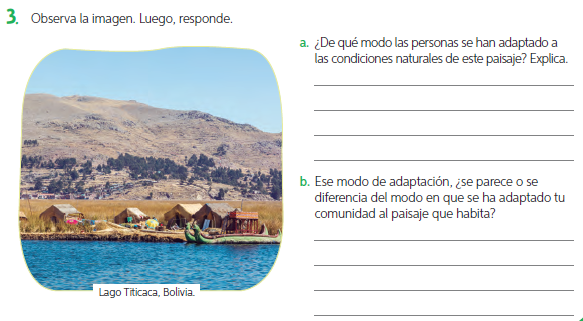 3. Observa la imagen. Luego, responde.
a. ¿De qué modo las personas se han adaptado a
las condiciones naturales de este paisaje? Explica.
b. Ese modo de adaptación, ¿se parece o se
diferencia del modo en que se ha adaptado tu
comunidad al paisaje que habita?
Lago Titicaca, Bolivia.